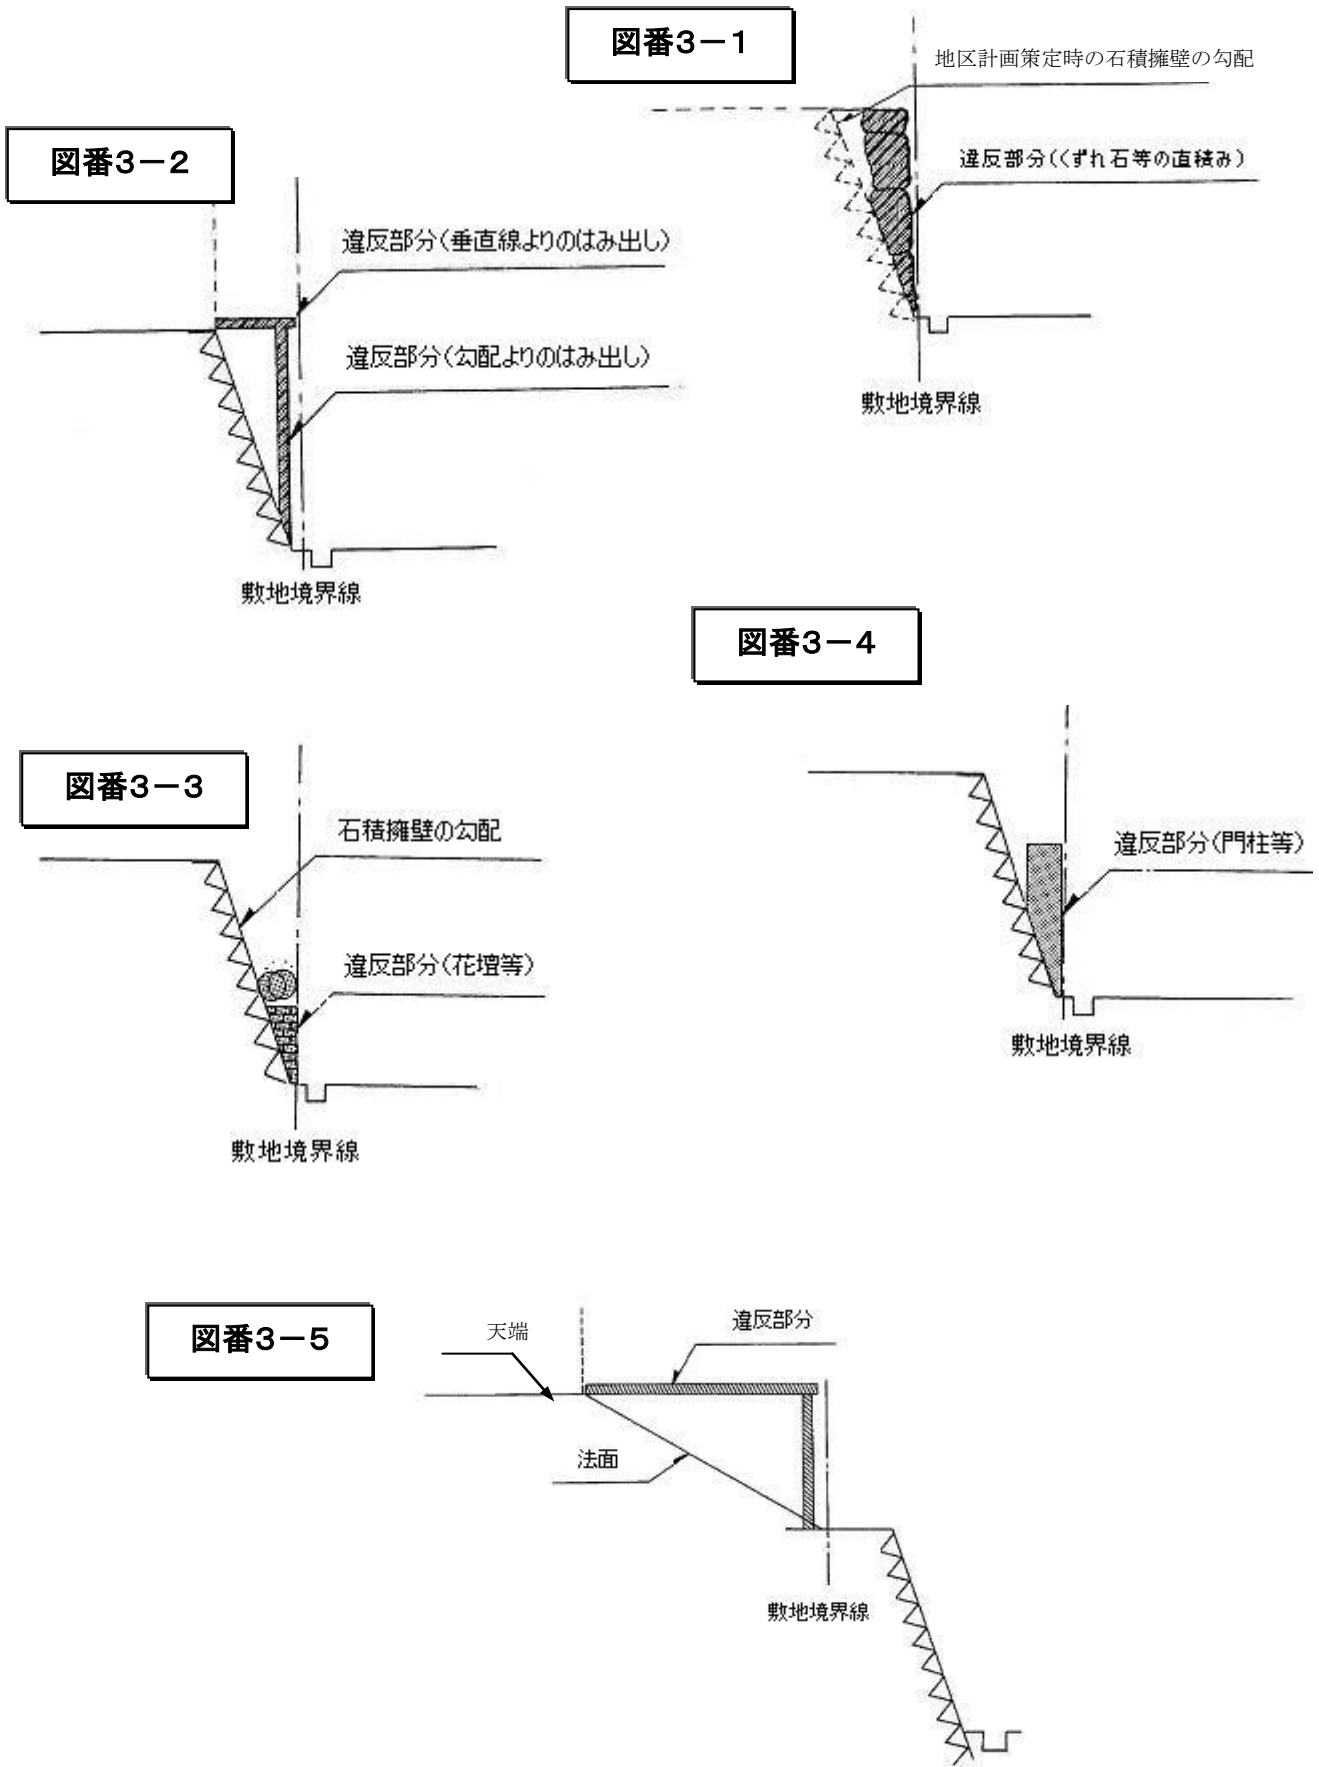 図番3－1
地区計画策定時の石積擁壁の勾配
違反部分(くずれ石等の直積み)
敷地境界線
図番3－2
違反部分(垂直線よりのはみ出し)
違反部分(勾配よりのはみ出し)
敷地境界線
図番3－3
石積擁壁の勾配
違反部分(花壇等)
敷地境界線
図番3－4
違反部分(門柱等)
敷地境界線
図番3－5
天端
違反部分
法面
敷地境界線